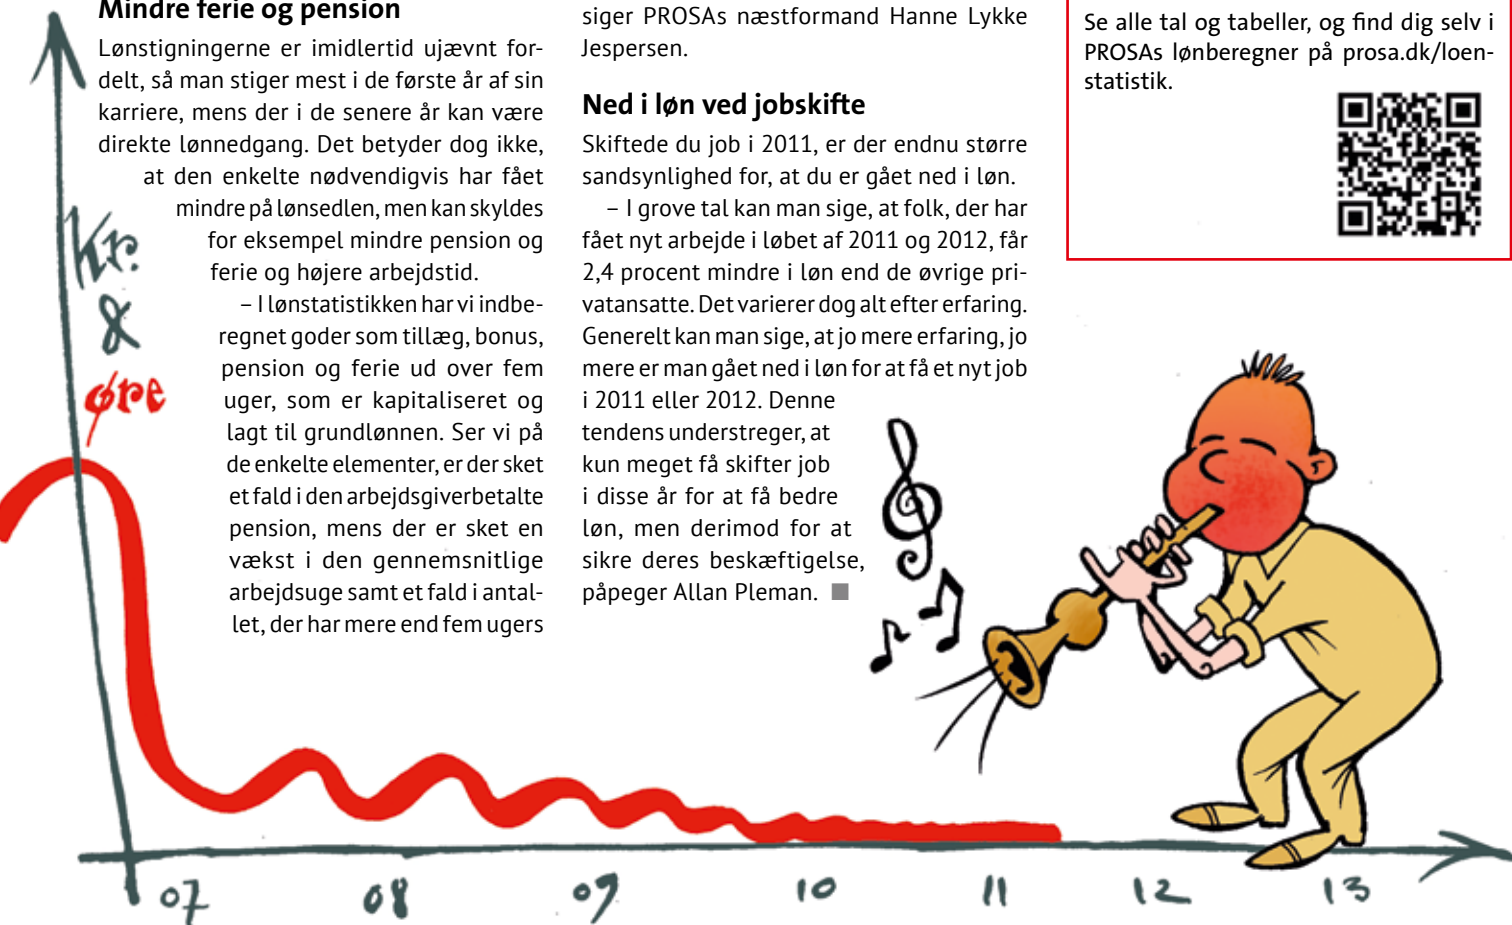 Mindre ferie og pension
Lønstigningerne er imidlertid ujævnt for-
delt, så man stiger mest i de første år af sin
karriere, mens der i de senere år kan være
direkte lønnedgang. Det betyder dog ikke,
at den enkelte nødvendigvis har fået
mindre på lønsedlen, men kan skyldes
for eksempel mindre pension og
ferie og højere arbejdstid.
– I lønstatistikken har vi indbe-
regnet goder som tillæg, bonus,
pension og ferie ud over fem
uger, som er kapitaliseret og
lagt til grundlønnen. Ser vi på
de enkelte elementer, er der sket
et fald i den arbejdsgiverbetalte
pension, mens der er sket en
vækst i den gennemsnitlige
arbejdsuge samt et fald i antal-
let, der har mere end fem ugers
siger PROSAs næstformand Hanne Lykke
Jespersen.
Ned i løn ved jobskifte
Skiftede du job i 2011, er der endnu større
sandsynlighed for, at du er gået ned i løn.
– I grove tal kan man sige, at folk, der har
fået nyt arbejde i løbet af 2011 og 2012, får
2,4 procent mindre i løn end de øvrige pri-
vatansatte. Det varierer dog alt efter erfaring.
Generelt kan man sige, at jo mere erfaring, jo
mere er man gået ned i løn for at få et nyt job
i 2011 eller 2012. Denne
tendens understreger, at
kun meget få skifter job
i disse år for at få bedre
løn, men derimod for at
sikre deres beskæftigelse,
påpeger Allan Pleman. ■
Se alle tal og tabeller, og find dig selv i
PROSAs lønberegner på prosa.dk/loen-
statistik.
Kr.
&
øre
07 08 09 10 11 12 13